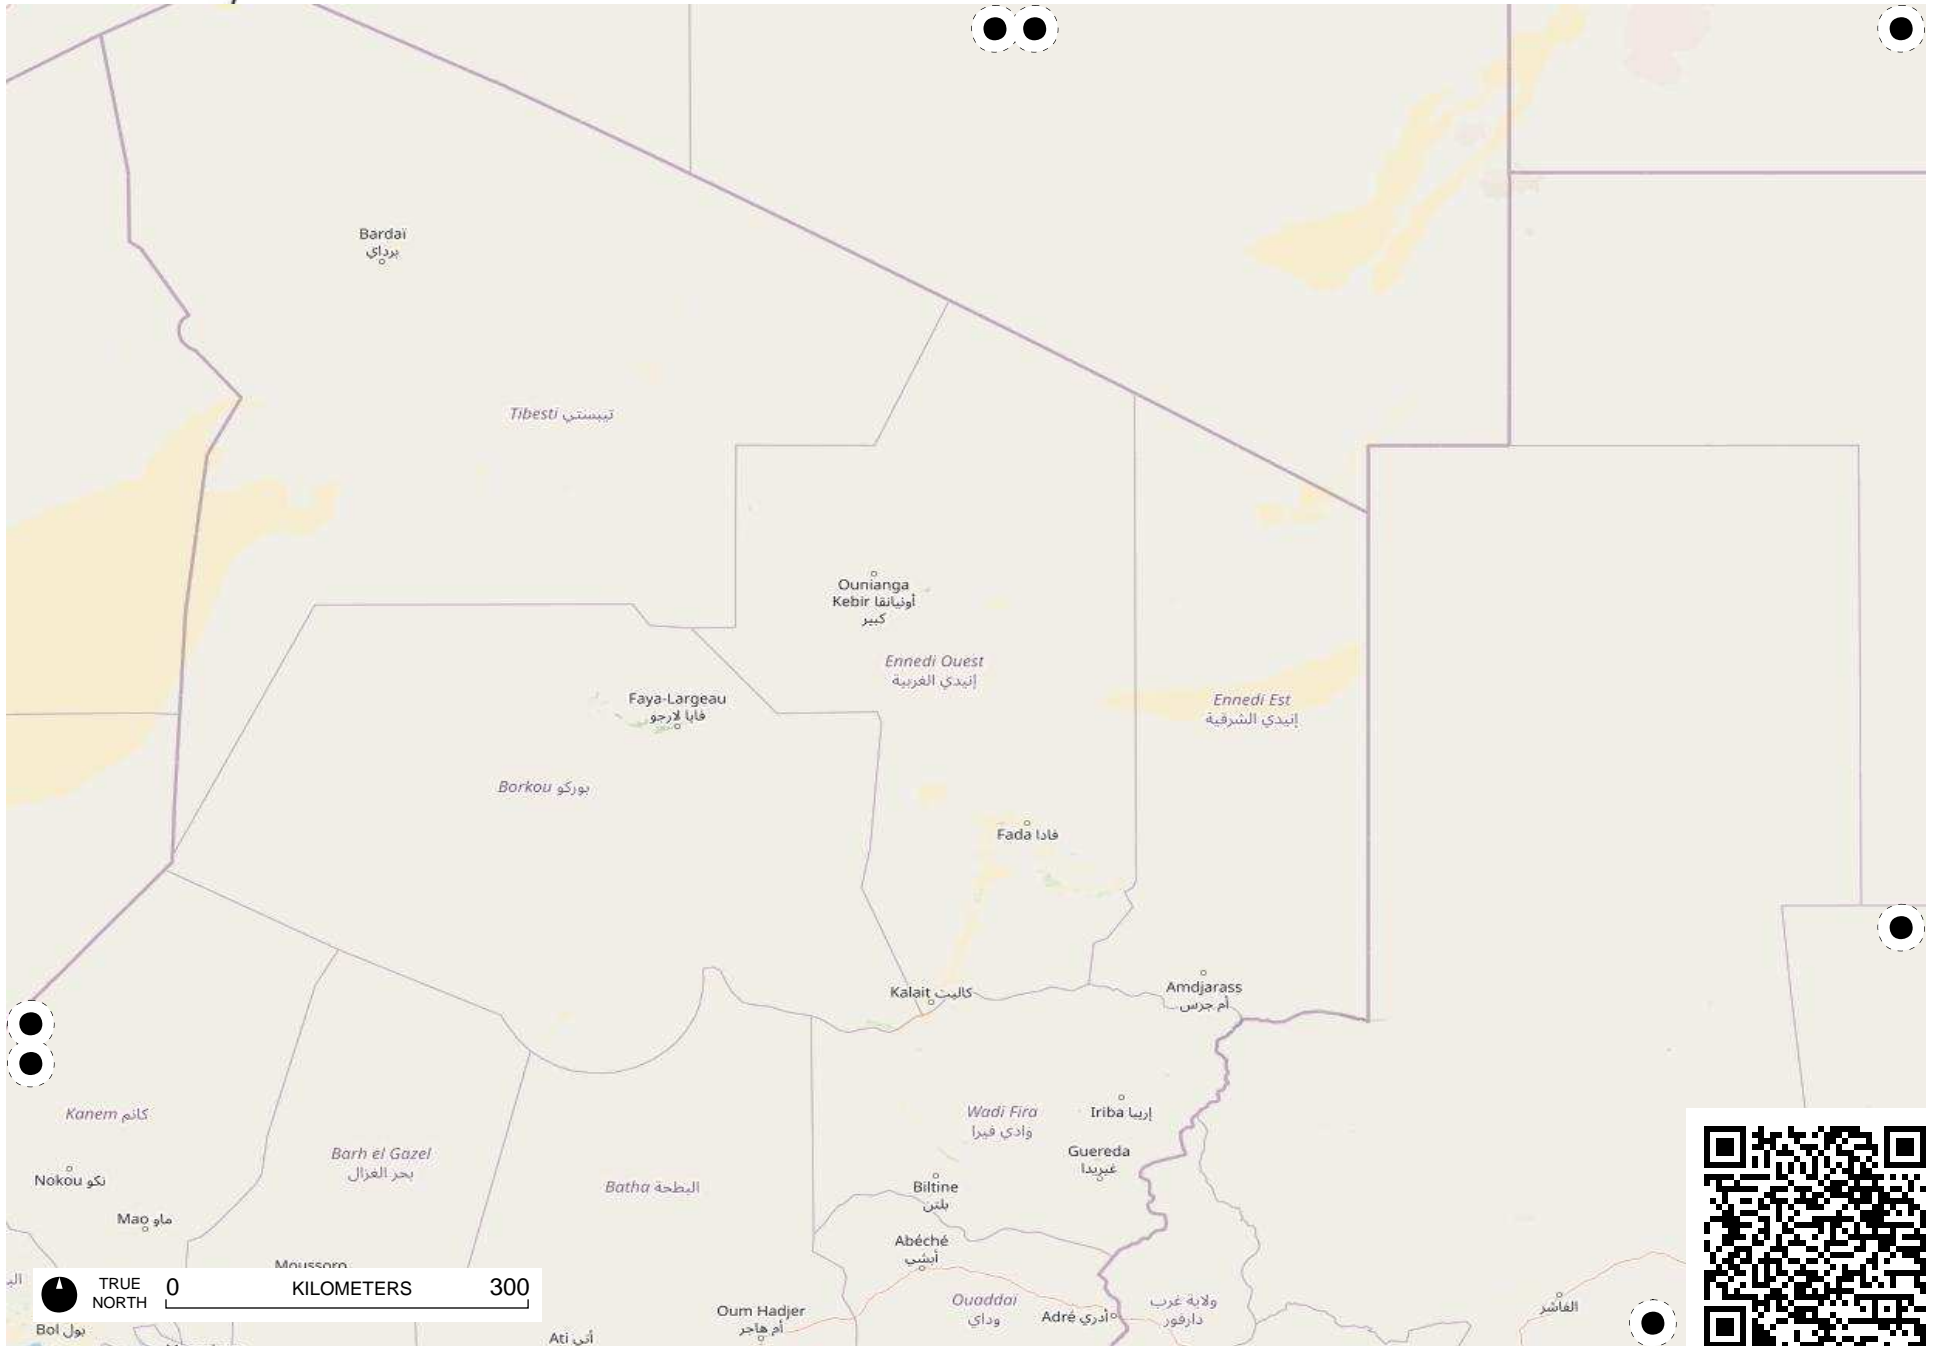 Bardaï
برداي
Tibesti تيبستي
Ounianga
Kebir أونيانقا
كبير
Ennedi Ouest
إنيدي الغربية
Faya-Largeau
فايا لارجو
Ennedi Est
إنيدي الشرقية
Borkou بوركو
Fada فادا
Kalait كاليت
Amdjarass
أم جرس
Kanem كانم
Wadi Fira
وادي فيرا
Iriba إريبا
Barh el Gazel
بحر الغزال
Guereda
غيريدا
Nokou نكو
Batha البطحة
Biltine
بلتن
Mao ماو
Abéché
أبشي
Moussoro
TRUE
NORTH
0 KILOMETERS 300
Ouaddaï
وداي
ولاية غرب
دارفور
Oum Hadjer
أم هاجر
Adré أدري
الفاشر
Bol بول
Ati أتي